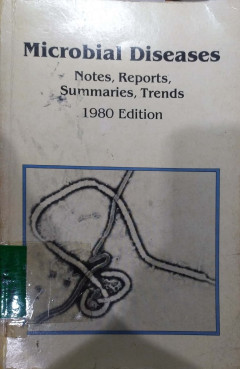 Microbial Diseases
Notes, Reports,
Summaries, Trends
1980 Edition